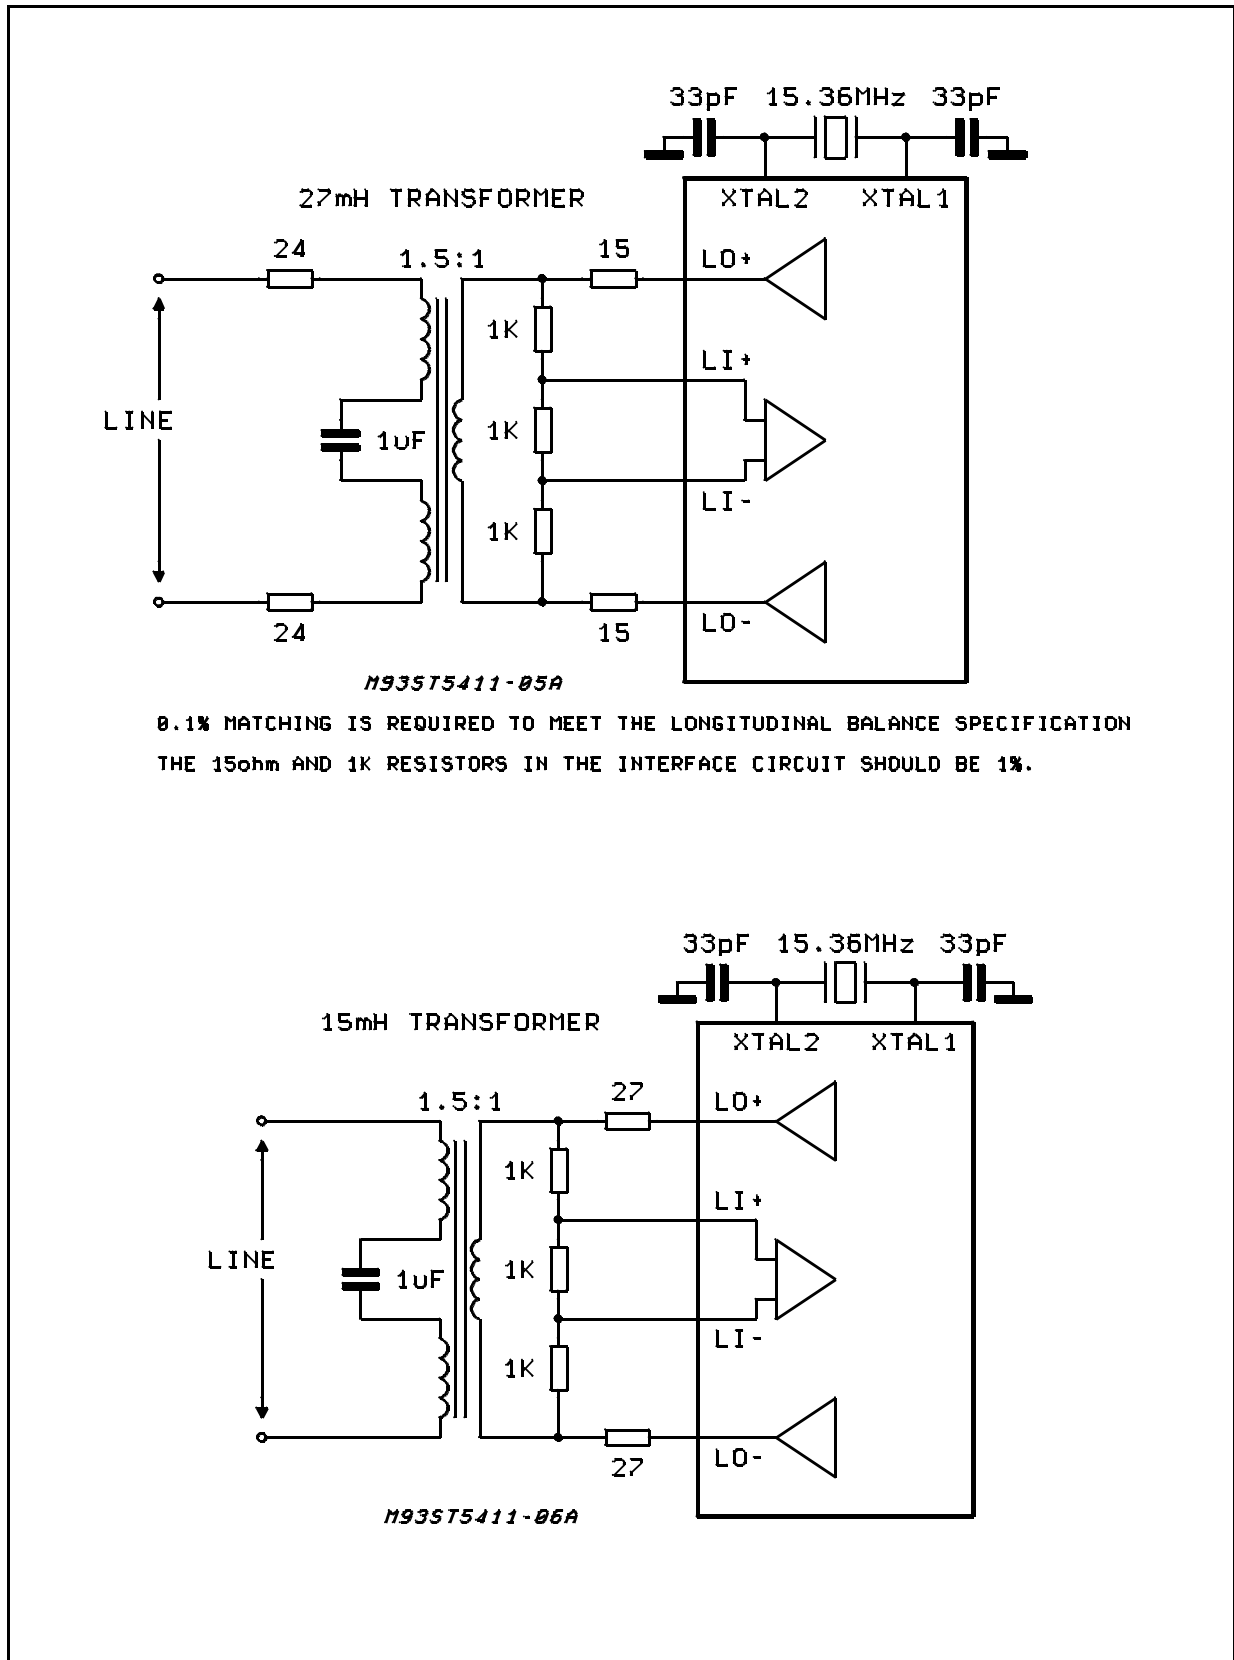 33pF 15.36MHz 33pF
XTAL2 XTAL1
27mH TRANSFORMER
24
1.5:1
15
LO+
1K
LI+
LINE
1uF
1K
LI-
1K
LO-
24
15
M93ST5411-05A
0.1% MATCHING IS REQUIRED TO MEET THE LONGITUDINAL BALANCE SPECIFICATION
THE 15ohm AND 1K RESISTORS IN THE INTERFACE CIRCUIT SHOULD BE 1%.
33pF 15.36MHz 33pF
15mH TRANSFORMER
XTAL2 XTAL1
1.5:1
27
LO+
1K
LI+
LINE
1uF
1K
LI-
1K
LO-
27
M93ST5411-06A